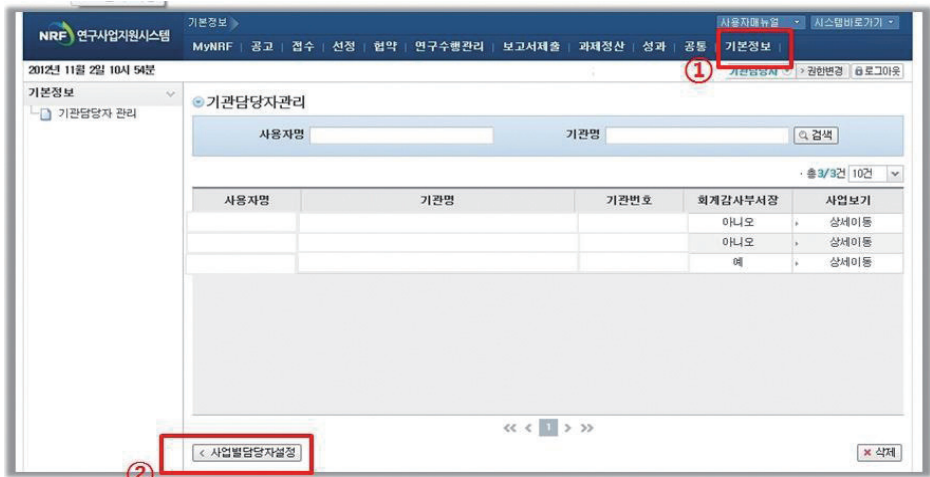 NRF 연구사업지원시스템
기본정보
사용자매뉴얼 시스템바로가기
MyNRF 공고 접수 선정 협약 연구수행관리 보고서제출 과제정산 성과 공통 기본정보
①
2012년 11월 2일 10시 54분
기관담당자 권한변경 로그아웃
기본정보
기관담당자 관리
기관담당자관리
사용자명 기관명 검색
· 총3/3건 10건
사용자명 기관명 기관번호 회계감사부서장 사업보기
아니오 상세이동
아니오 상세이동
예 상세이동
<< < 1 > >>
< 사업별담당자설정
× 삭제
②